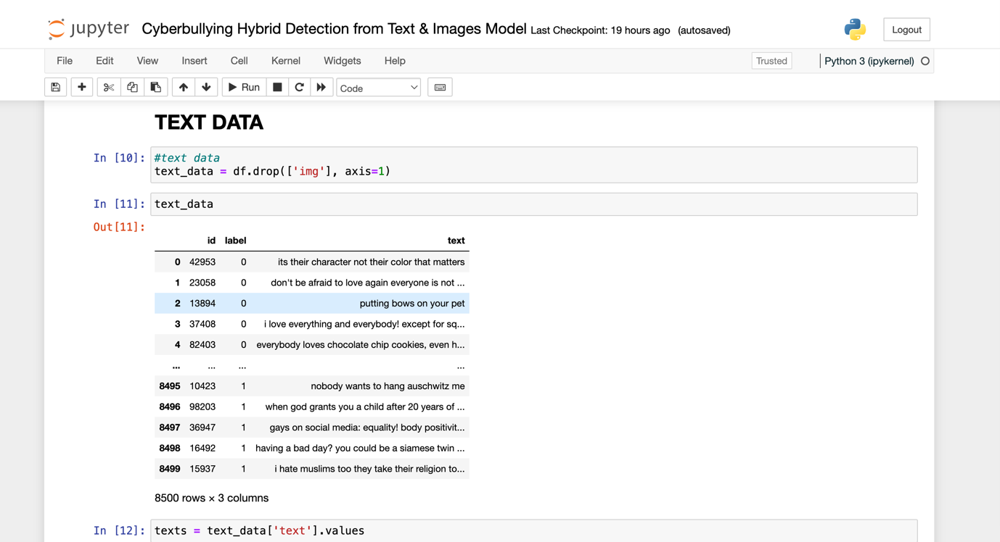 jupyter Cyberbullying Hybrid Detection from Text & Images Model Last Checkpoint: 19 hours ago (autosaved) Logout
File Edit View Insert Cell Kernel Widgets Help Trusted Python 3 (ipykernel)
Run Code
TEXT DATA
In [10]: #text data
text_data = df.drop(['img'], axis=1)
In [11]: text_data
Out[11]:
id label text
0 42953 0 its their character not their color that matters
1 23058 0 don't be afraid to love again everyone is not ...
2 13894 0 putting bows on your pet
3 37408 0 i love everything and everybody! except for sq...
4 82403 0 everybody loves chocolate chip cookies, even h...
... ... ... ...
8495 10423 1 nobody wants to hang auschwitz me
8496 98203 1 when god grants you a child after 20 years of ...
8497 36947 1 gays on social media: equality! body positivit...
8498 16492 1 having a bad day? you could be a siamese twin ...
8499 15937 1 i hate muslims too they take their religion to...
8500 rows × 3 columns
In [12]: texts = text_data['text'].values